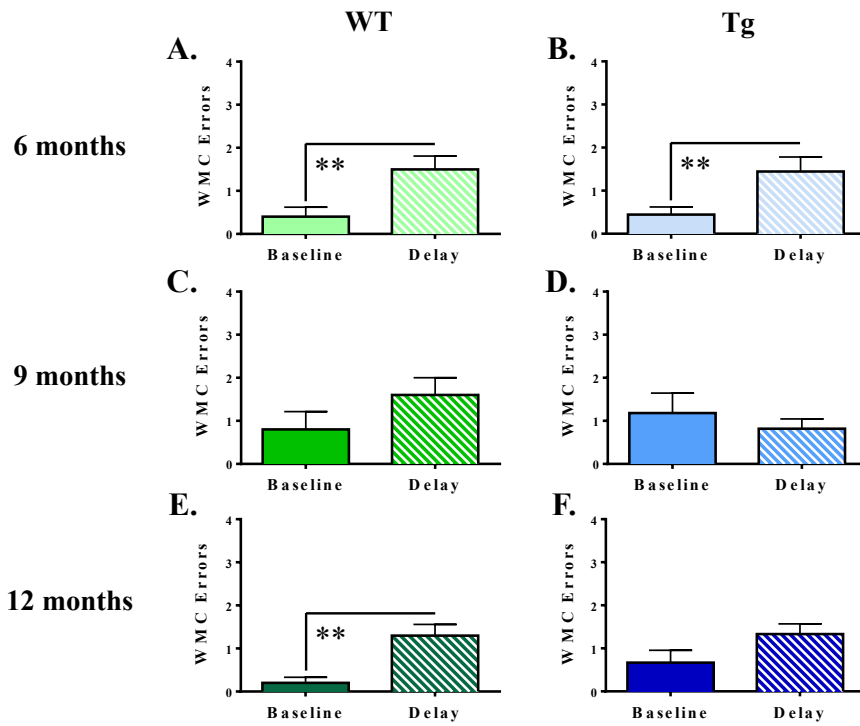 WT Tg
A. B.
6 months
WMC Errors
4
3
2
1
0
**
Baseline Delay
WMC Errors
4
3
2
1
0
**
Baseline Delay
C. D.
9 months
WMC Errors
4
3
2
1
0
Baseline Delay
WMC Errors
4
3
2
1
0
Baseline Delay
E. F.
12 months
WMC Errors
4
3
2
1
0
**
Baseline Delay
WMC Errors
4
3
2
1
0
Baseline Delay